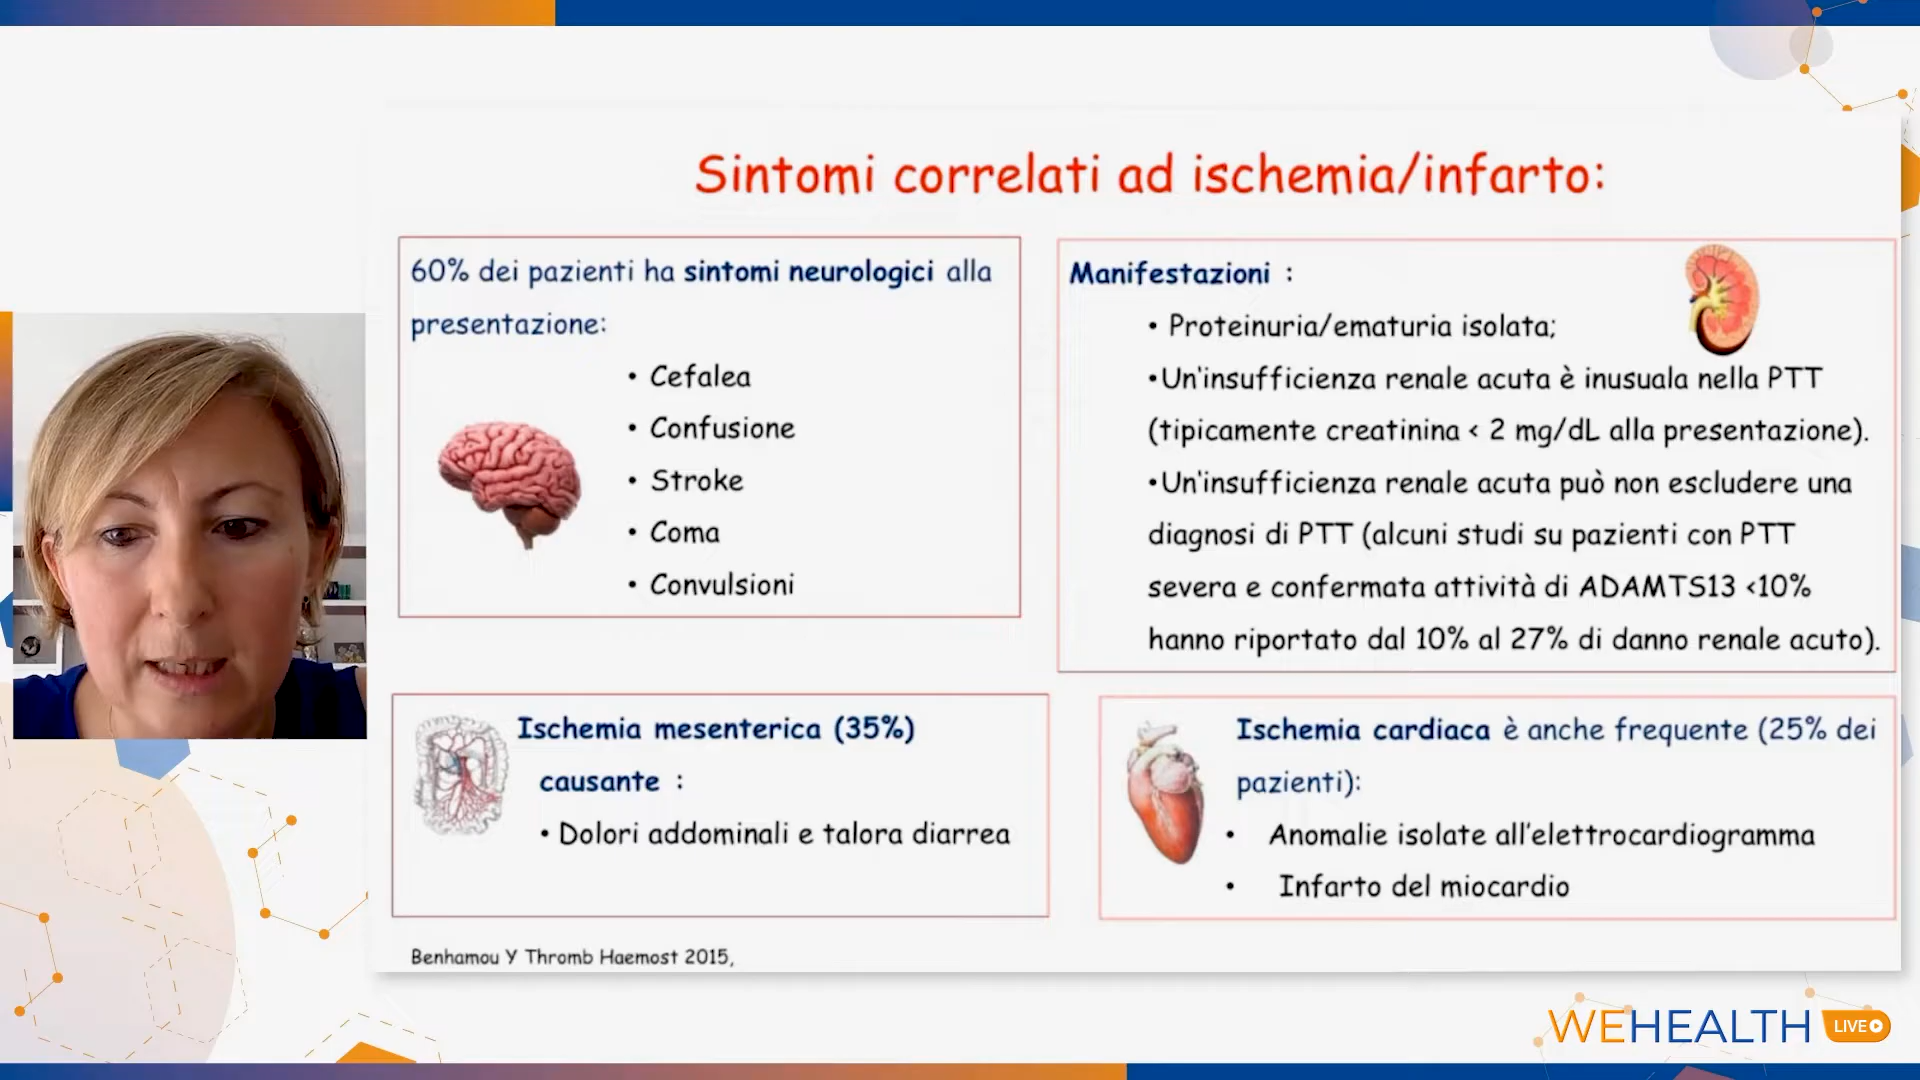 Sintomi correlati ad ischemia/infarto:
60% dei pazienti ha sintomi neurologici alla
presentazione:
• Cefalea
• Confusione
• Stroke
• Coma
• Convulsioni
Manifestazioni :
• Proteinuria/ematuria isolata;
•Un'insufficienza renale acuta è inusuala nella PTT
(tipicamente creatinina < 2 mg/dL alla presentazione).
•Un'insufficienza renale acuta può non escludere una
diagnosi di PTT (alcuni studi su pazienti con PTT
severa e confermata attività di ADAMTS13 <10%
hanno riportato dal 10% al 27% di danno renale acuto).
Ischemia mesenterica (35%)
causante :
• Dolori addominali e talora diarrea
Ischemia cardiaca è anche frequente (25% dei
pazienti):
• Anomalie isolate all'elettrocardiogramma
• Infarto del miocardio
Benhamou Y Thromb Haemost 2015,
WEHEALTH LIVE